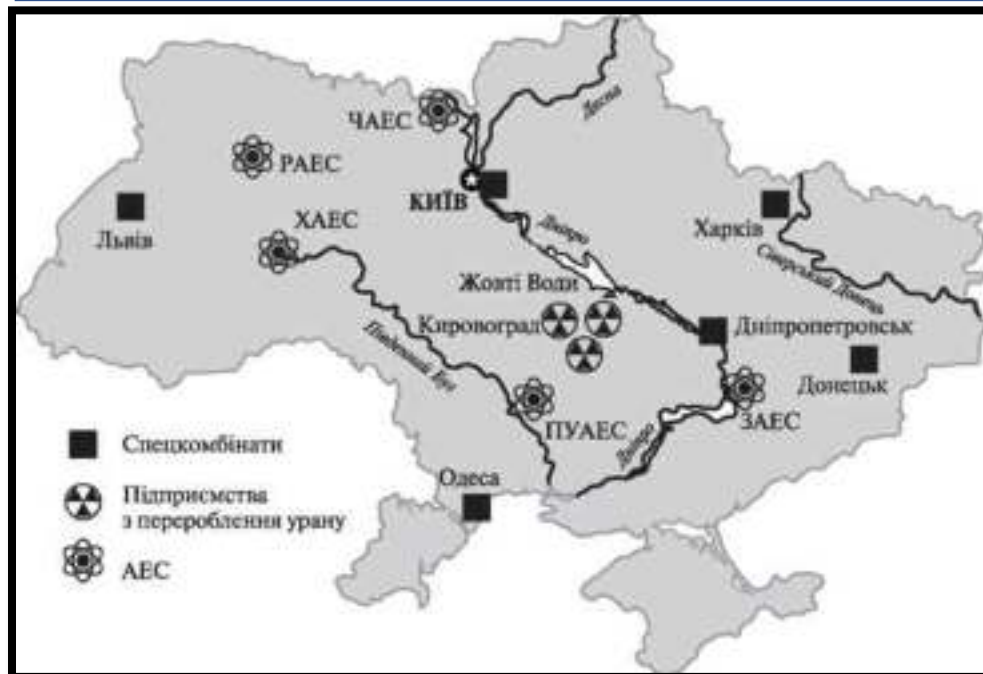 Десна
ЧАЕС
РАЕС
КИЇВ
ХАЕС
Львів
Харків
Дніпро
Сіверський Донець
Жовті Води
Кировоград
Дніпропетровськ
Південний Буг
Донецьк
ПУАЕС
ЗАЕС
Дніпро
Одеса
Спецкомбінати
Підприємства
з перероблення урану
АЕС